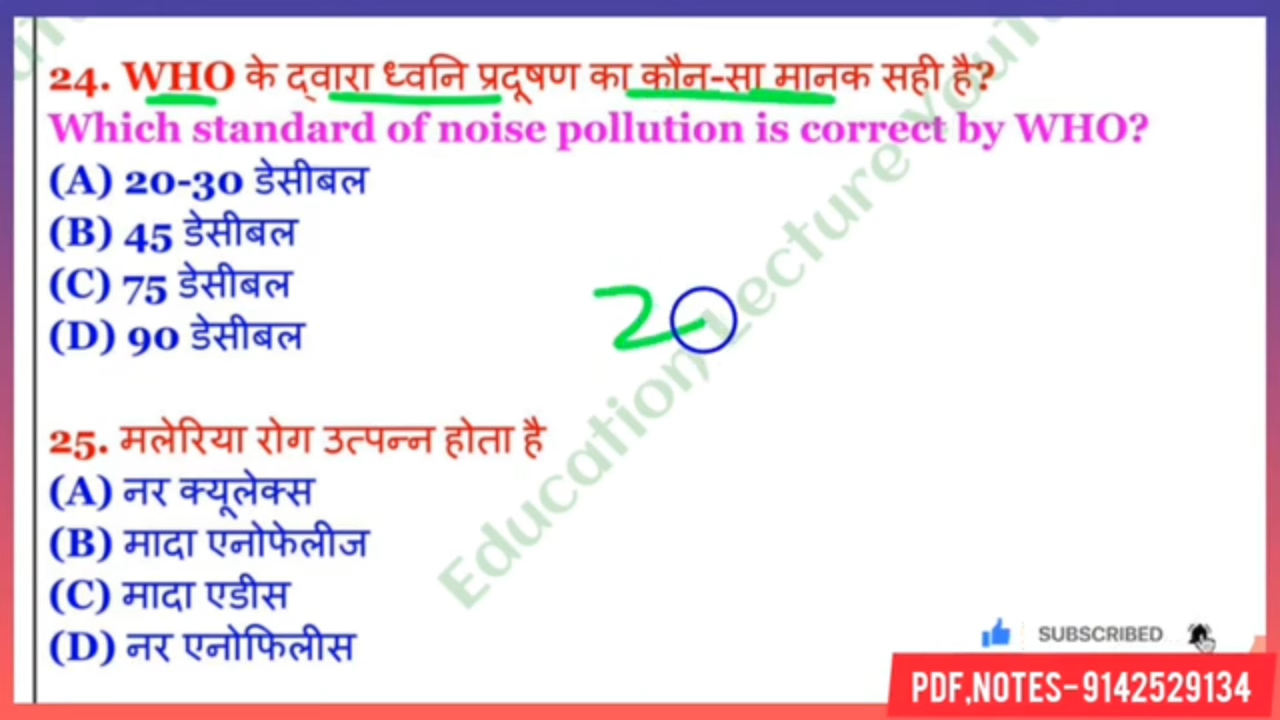 24. WHO के द्वारा ध्वनि प्रदूषण का कौन-सा मानक सही है?
Which standard of noise pollution is correct by WHO?
(A) 20-30 डेसीबल
(B) 45 डेसीबल
(C) 75 डेसीबल
(D) 90 डेसीबल
2
25. मलेरिया रोग उत्पन्न होता है
(A) नर क्यूलेक्स
(B) मादा एनोफेलीज
(C) मादा एडीस
(D) नर एनोफिलीस
Education Lecture
SUBSCRIBED
PDF,NOTES-9142529134